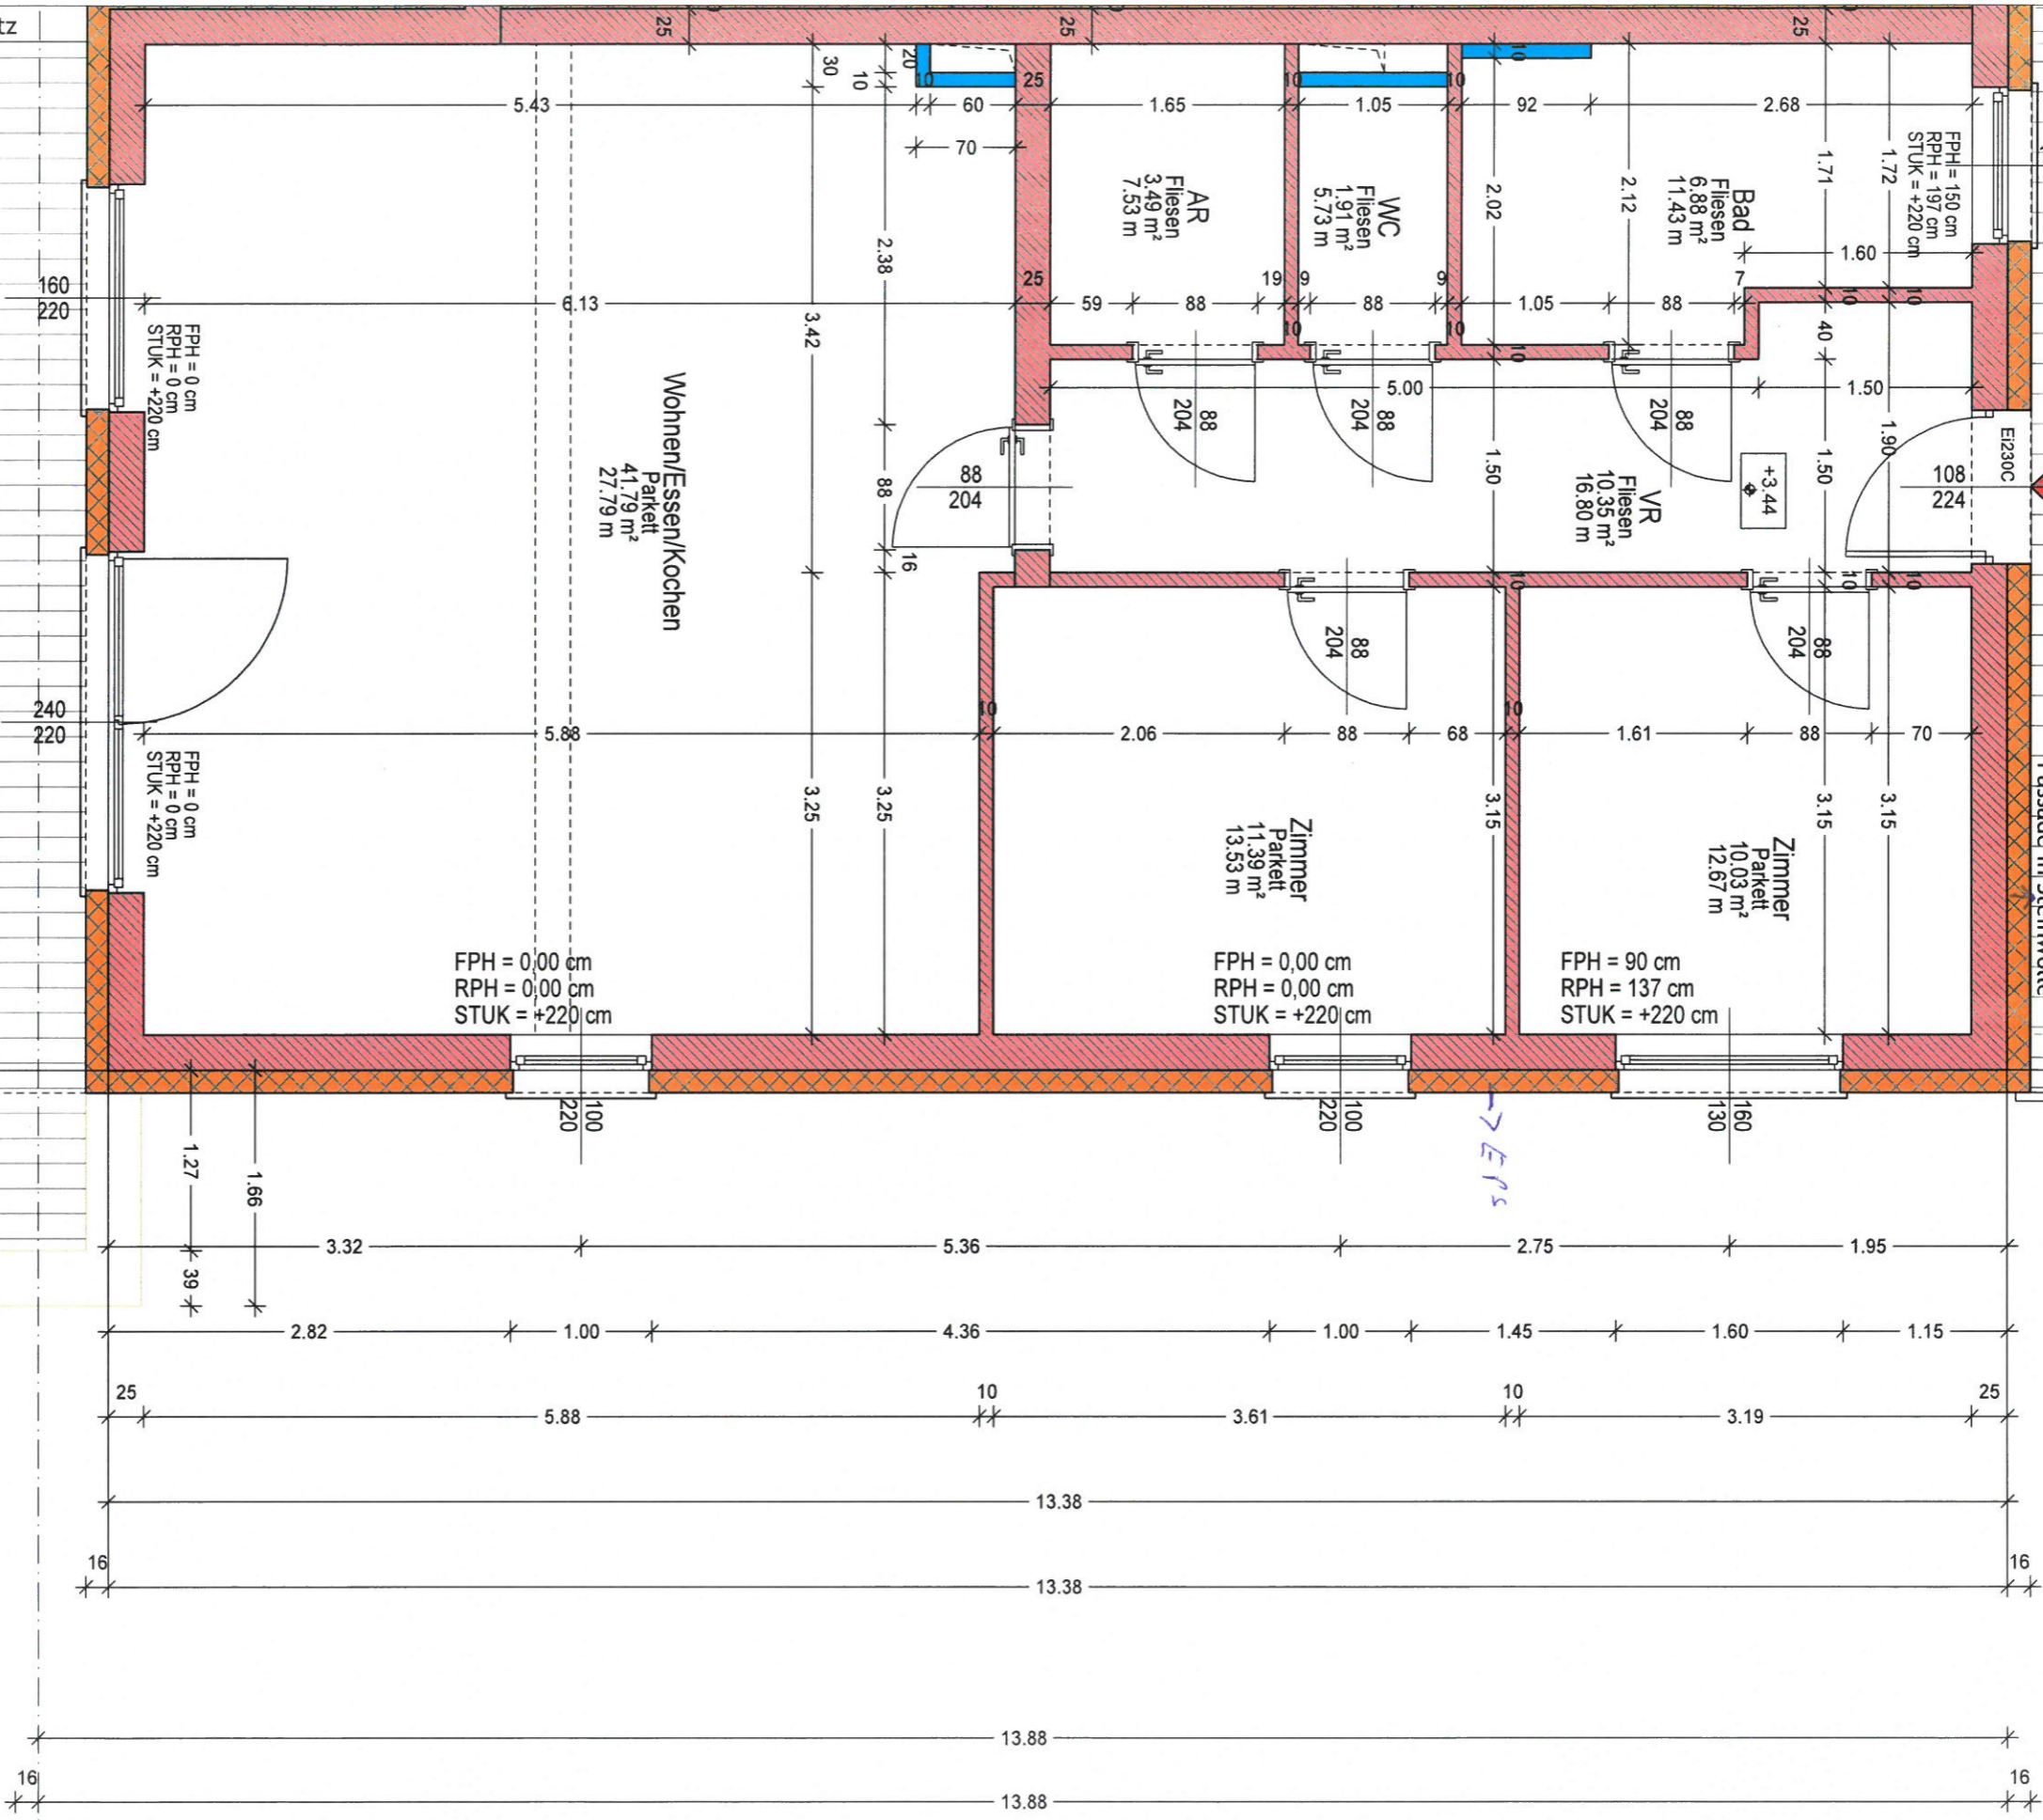 tz
25
25
25
30
10
20
10
25
10
10
10
5.43
60
1.65
1.05
92
2.68
70
FPH= 150 cm
RPH = 197 cm
STUK = +220 cm
1.71
1.72
2.02
2.12
2.38
AR
Fliesen
3.49 m²
7.53 m
WC
Fliesen
1.91 m²
5.73 m
Bad
Fliesen
6.88 m²
11.43 m
1.60
160
220
6.13
25
59
88
19
9
88
9
1.05
88
7
10
10
10
10
10
40
FPH = 0 cm
RPH = 0 cm
STUK = +220 cm
3.42
5.00
1.50
88
204
88
204
88
204
1.90
1.50
1.50
Ei230C
108
224
Wohnen/Essen/Kochen
Parkett
41.79 m²
27.79 m
88
204
88
16
VR
Fliesen
10.35 m²
16.80 m
+3.44
10
10
10
88
204
88
204
240
220
5.88
10
2.06
88
68
10
1.61
88
70
FPH = 0 cm
RPH = 0 cm
STUK = +220 cm
3.25
3.25
3.15
3.15
3.15
Zimmer
Parkett
11.39 m²
13.53 m
Zimmer
Parkett
10.03 m²
12.67 m
FPH = 0,00 cm
RPH = 0,00 cm
STUK = +220 cm
FPH = 0,00 cm
RPH = 0,00 cm
STUK = +220 cm
FPH = 90 cm
RPH = 137 cm
STUK = +220 cm
100
220
100
220
160
130
EPS
1.27
1.66
39
3.32
5.36
2.75
1.95
2.82
1.00
4.36
1.00
1.45
1.60
1.15
25
10
10
25
5.88
3.61
3.19
13.38
16
13.38
16
13.88
16
13.88
16